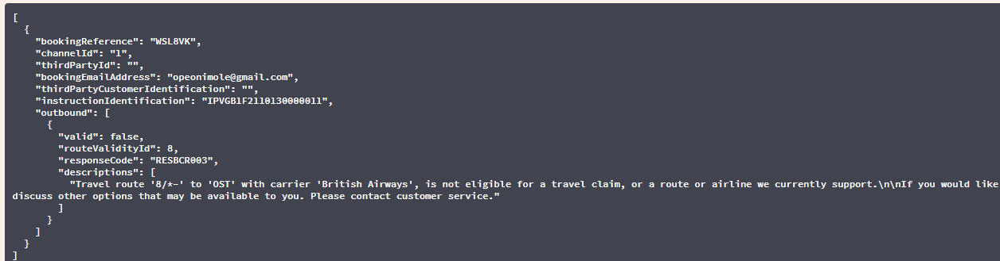 [
{
"bookingReference": "WSL8VK",
"channelId": "1",
"thirdPartyId": "",
"bookingEmailAddress": "opeonimole@gmail.com",
"thirdPartyCustomerIdentification": "",
"instructionIdentification": "IPVGB1F2110130000011",
"outbound": [
{
"valid": false,
"routeValidityId": 8,
"responseCode": "RESBCR003",
"descriptions": [
"Travel route '8/*-' to 'OST' with carrier 'British Airways', is not eligible for a travel claim, or a route or airline we currently support.\n\nIf you would like
discuss other options that may be available to you. Please contact customer service."
]
}
]
}
]